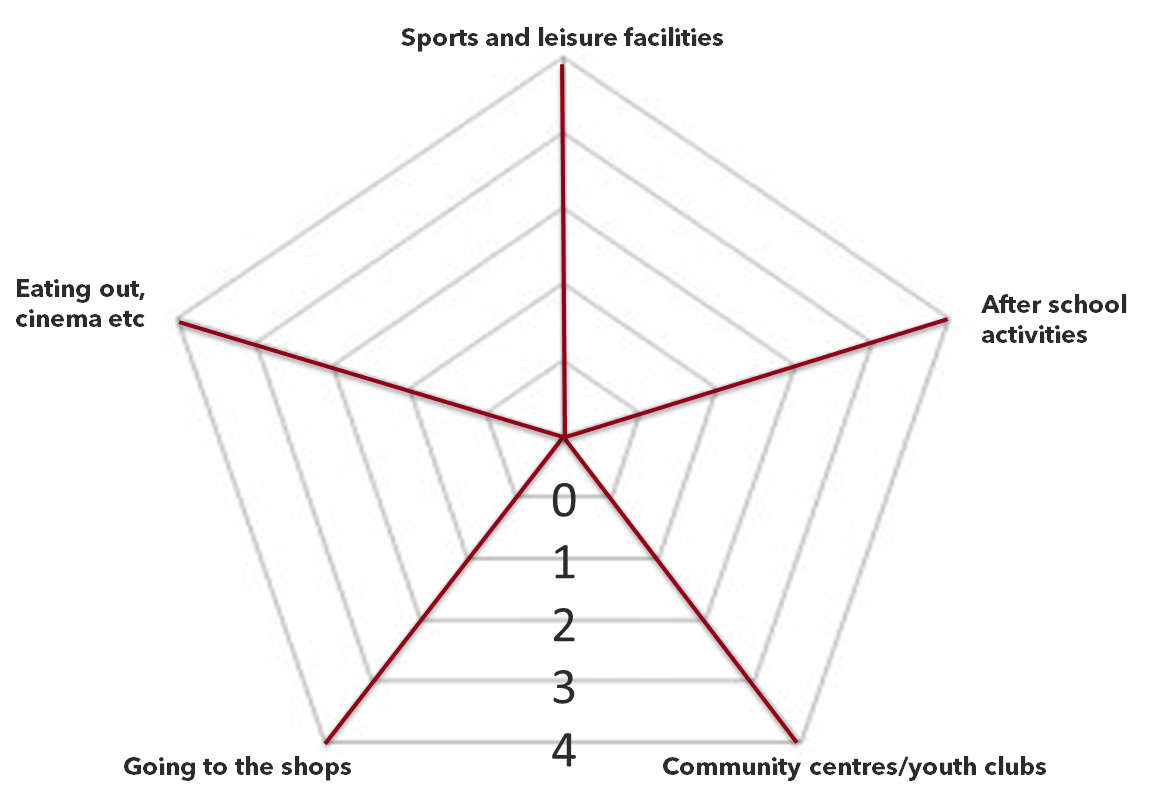 Sports and leisure facilities
Eating out,
cinema etc
After school
activities
0
1
2
3
4
Going to the shops
Community centres/youth clubs